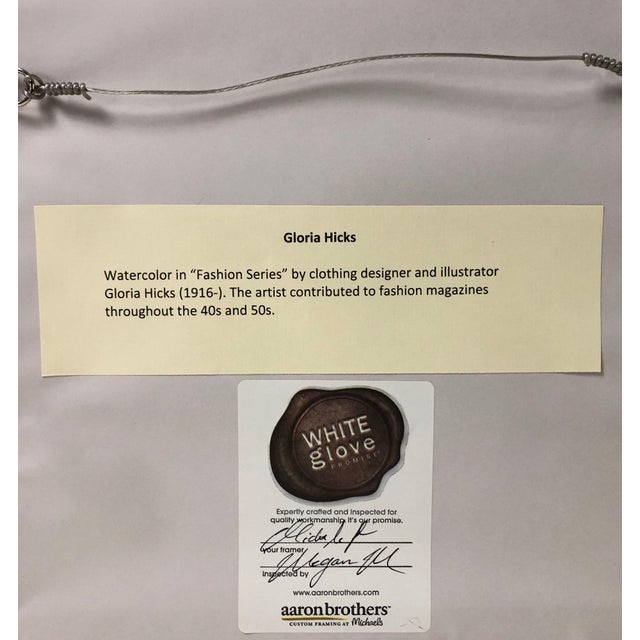 Gloria Hicks
Watercolor in “Fashion Series” by clothing designer and illustrator
Gloria Hicks (1916-). The artist contributed to fashion magazines
throughout the 40s and 50s.
WHITE
glove
PROMISE
Expertly crafted and inspected for
quality workmanship, it's our promise.
your framer
Megan
inspected by
www.aaronbrothers.com
aaronbrothers
CUSTOM FRAMING AT Michaels